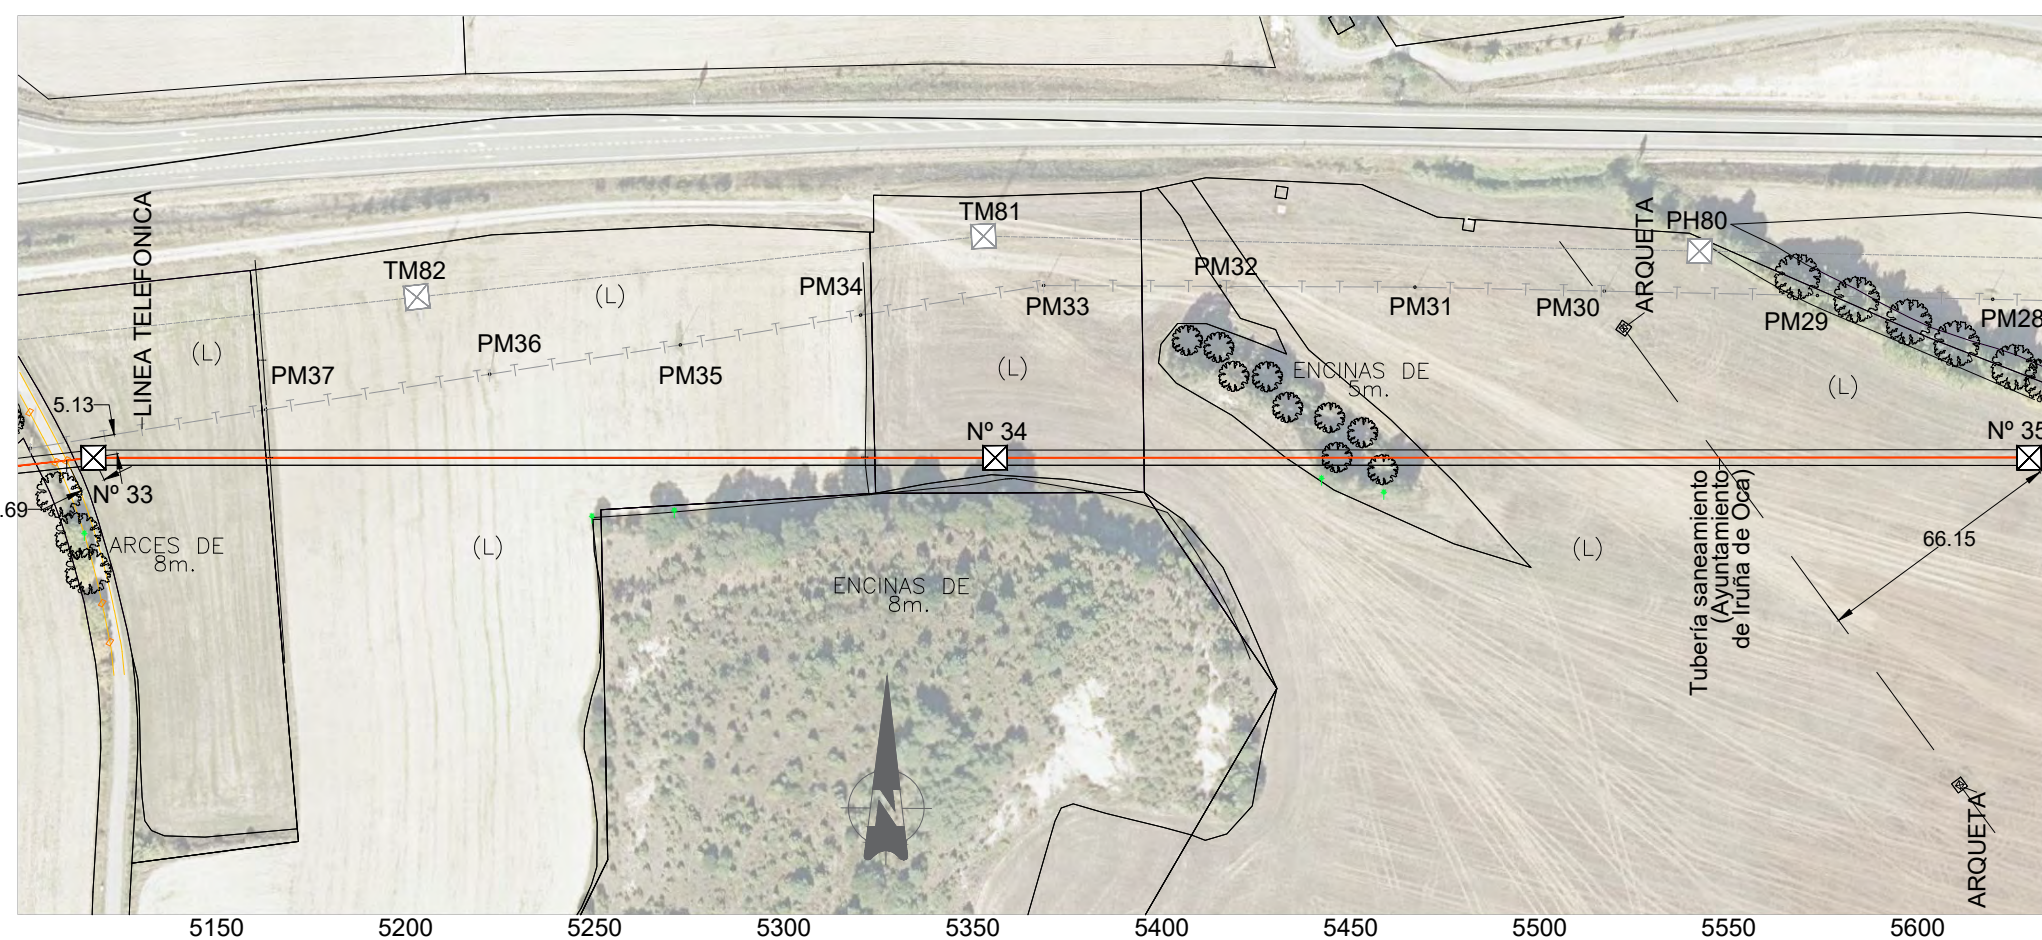 LINEA TELEFONICA
TM82
TM81
PH80
ARQUETA
(L)
(L)
(L)
(L)
PM37
PM36
PM35
PM34
PM33
PM32
PM31
PM30
PM29
PM28
ENCINAS DE
5m.
5.13
Nº 33
Nº 34
Nº 35
.69
ARCES DE
8m.
(L)
(L)
ENCINAS DE
8m.
Tubería saneamiento
(Ayuntamiento
de Iruña de Oca)
66.15
N
ARQUETA
5150
5200
5250
5300
5350
5400
5450
5500
5550
5600